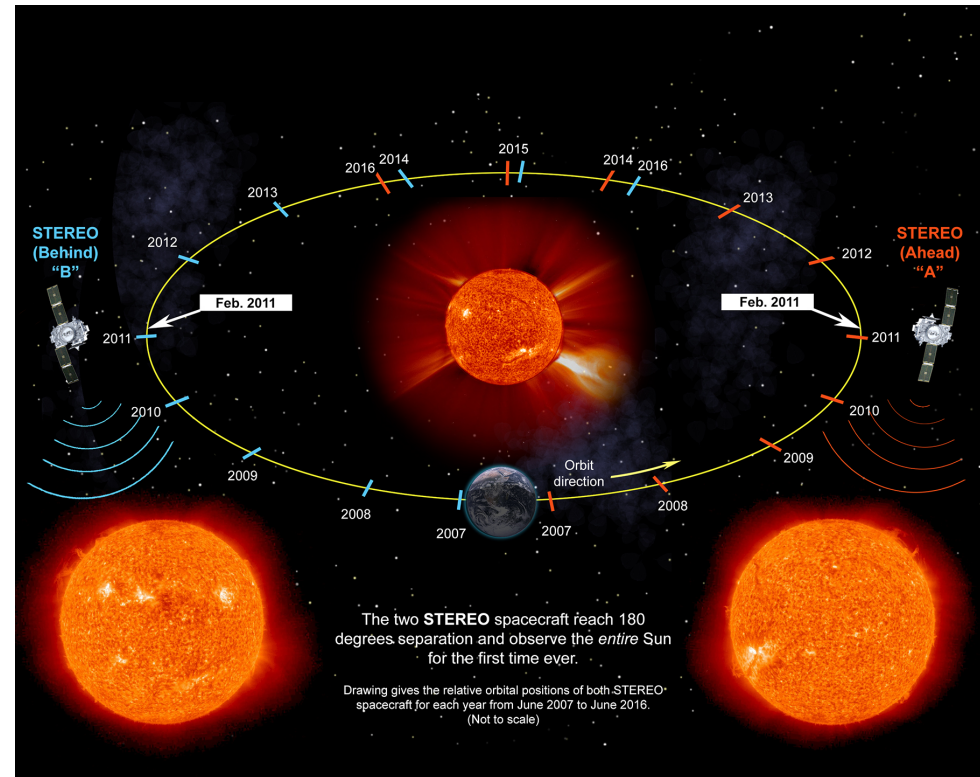 2015
2016
2014
2014
2016
2013
2013
STEREO
(Behind)
“B”
STEREO
(Ahead)
“A”
2012
2012
Feb. 2011
Feb. 2011
2011
2011
2010
2010
2009
2009
Orbit
direction
2008
2008
2007
2007
The two STEREO spacecraft reach 180
degrees separation and observe the entire Sun
for the first time ever.
Drawing gives the relative orbital positions of both STEREO
spacecraft for each year from June 2007 to June 2016.
(Not to scale)